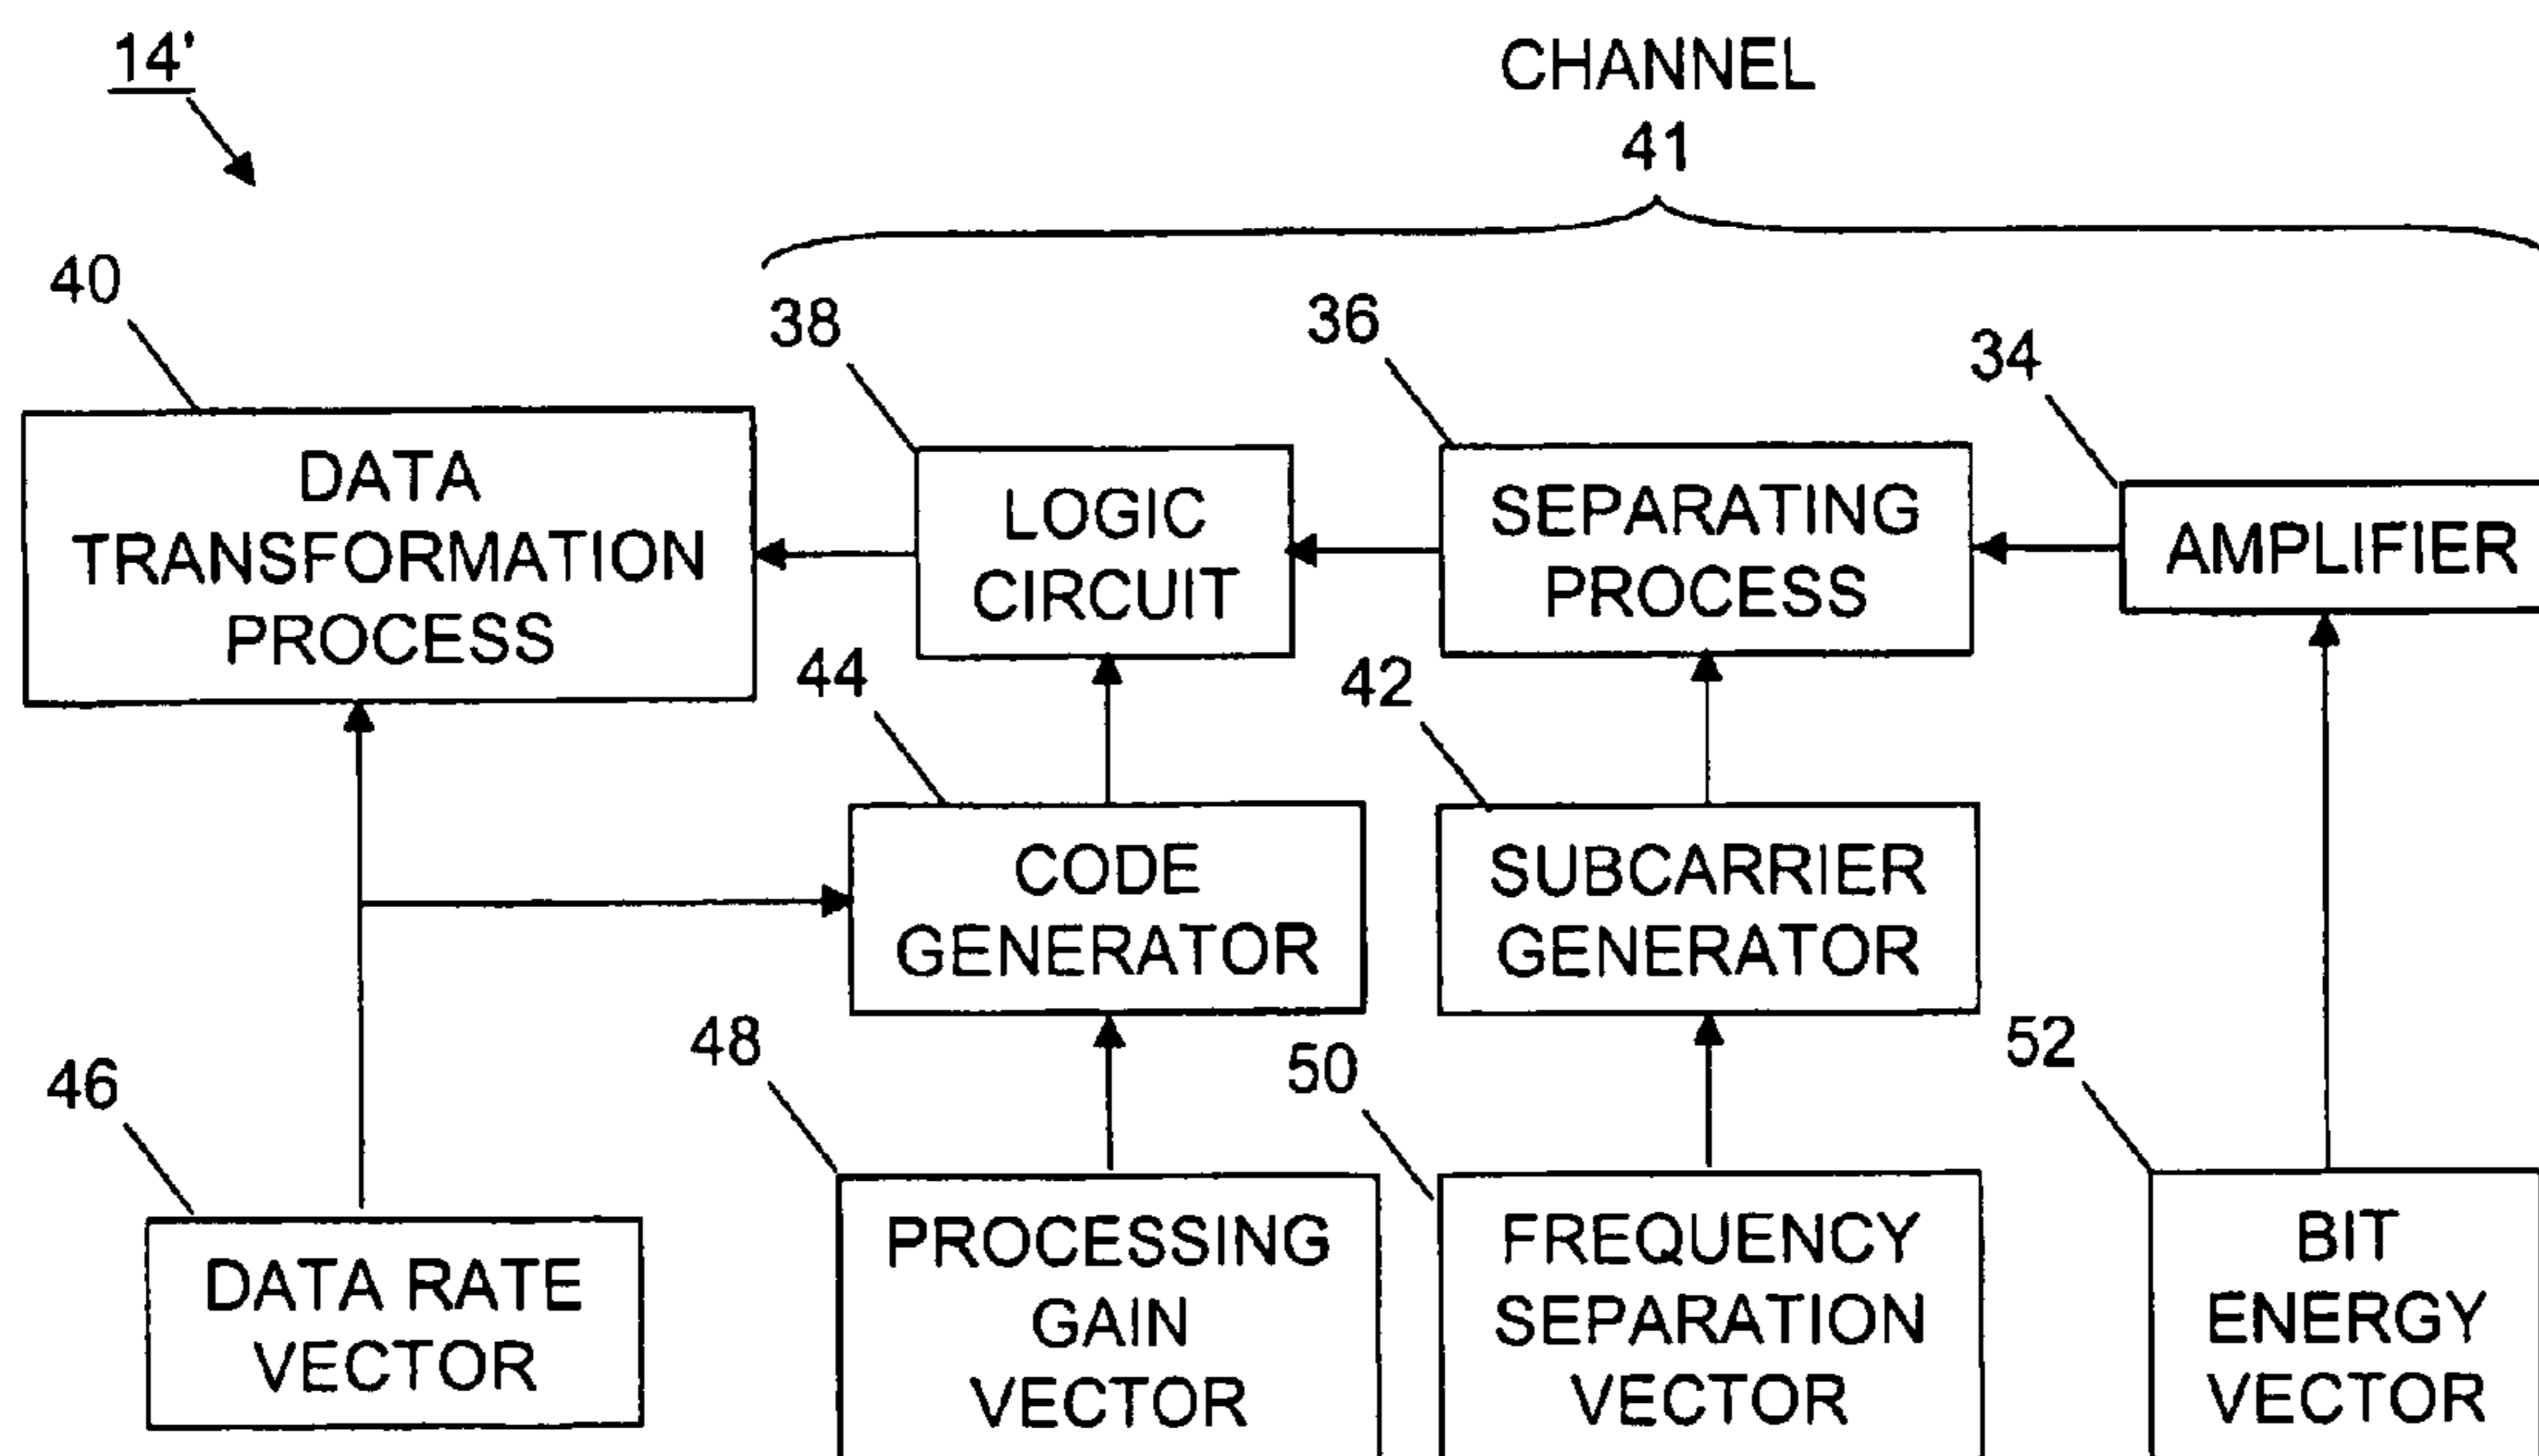 14'
CHANNEL
41
40
38
36
34
DATA
TRANSFORMATION
PROCESS
LOGIC
CIRCUIT
SEPARATING
PROCESS
AMPLIFIER
44
42
CODE
GENERATOR
SUBCARRIER
GENERATOR
46
48
50
52
DATA RATE
VECTOR
PROCESSING
GAIN
VECTOR
FREQUENCY
SEPARATION
VECTOR
BIT
ENERGY
VECTOR